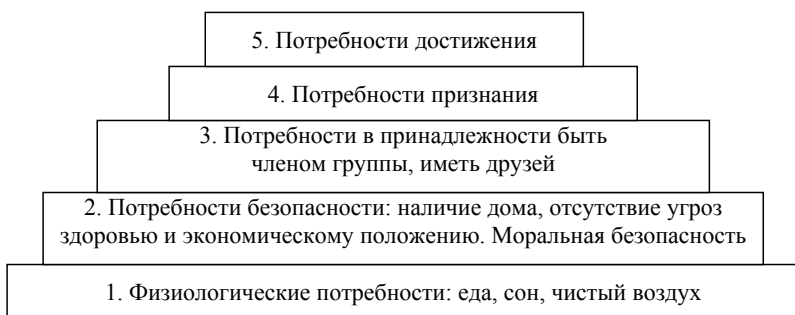 5. Потребности достижения
4. Потребности признания
3. Потребности в принадлежности быть
членом группы, иметь друзей
2. Потребности безопасности: наличие дома, отсутствие угроз
здоровью и экономическому положению. Моральная безопасность
1. Физиологические потребности: еда, сон, чистый воздух